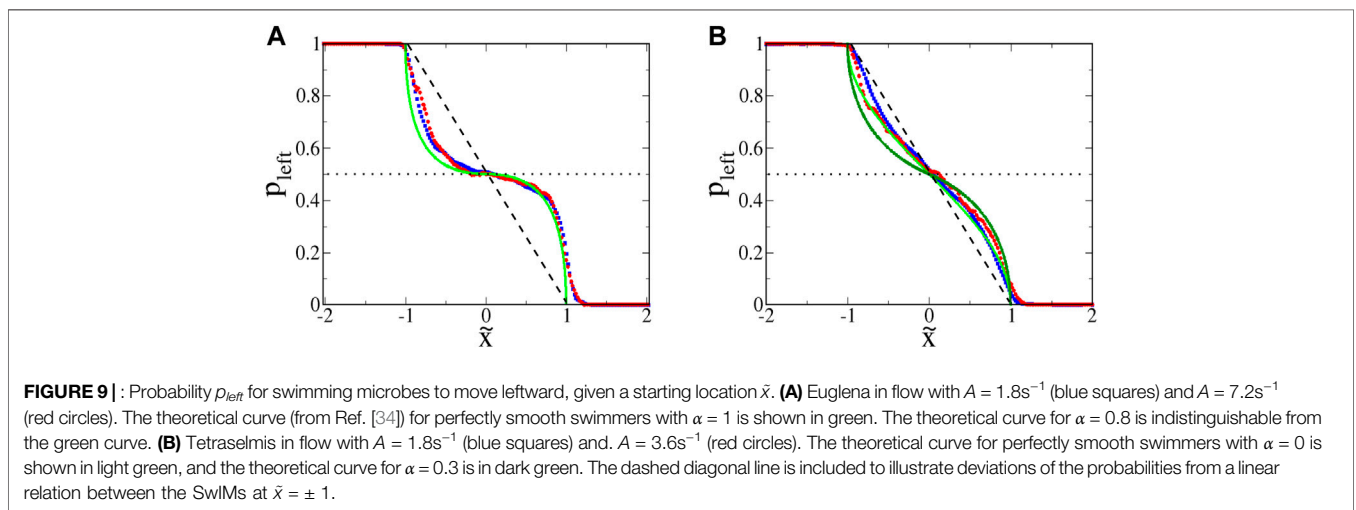 A
B
1
0.8
0.6
0.4
0.2
0
p_left
-2
-1
0
1
2
x̃
1
0.8
0.6
0.4
0.2
0
p_left
-2
-1
0
1
2
x̃
FIGURE 9 | : Probability p_left for swimming microbes to move leftward, given a starting location x̃. (A) Euglena in flow with A = 1.8s⁻¹ (blue squares) and A = 7.2s⁻¹
(red circles). The theoretical curve (from Ref. [34]) for perfectly smooth swimmers with α = 1 is shown in green. The theoretical curve for α = 0.8 is indistinguishable from
the green curve. (B) Tetraselmis in flow with A = 1.8s⁻¹ (blue squares) and. A = 3.6s⁻¹ (red circles). The theoretical curve for perfectly smooth swimmers with α = 0 is
shown in light green, and the theoretical curve for α = 0.3 is in dark green. The dashed diagonal line is included to illustrate deviations of the probabilities from a linear
relation between the SwIMs at x̃ = ± 1.